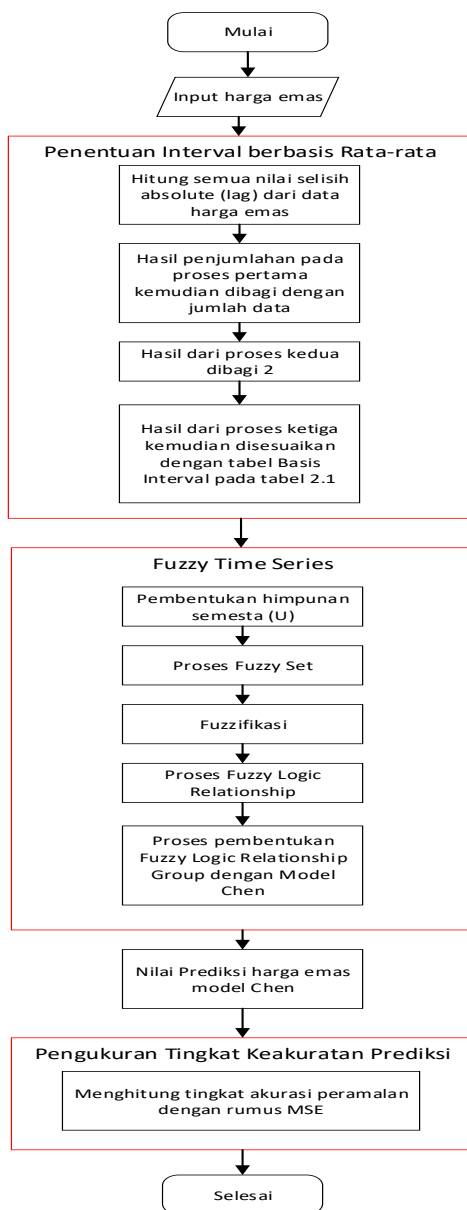 Mulai
Input harga emas
Penentuan Interval berbasis Rata-rata
Hitung semua nilai selisih
absolute (lag) dari data
harga emas
Hasil penjumlahan pada
proses pertama
kemudian dibagi dengan
jumlah data
Hasil dari proses kedua
dibagi 2
Hasil dari proses ketiga
kemudian disesuaikan
dengan tabel Basis
Interval pada tabel 2.1
Fuzzy Time Series
Pembentukan himpunan
semesta (U)
Proses Fuzzy Set
Fuzzifikasi
Proses Fuzzy Logic
Relationship
Proses pembentukan
Fuzzy Logic Relationship
Group dengan Model
Chen
Nilai Prediksi harga emas
model Chen
Pengukuran Tingkat Keakuratan Prediksi
Menghitung tingkat akurasi peramalan
dengan rumus MSE
Selesai